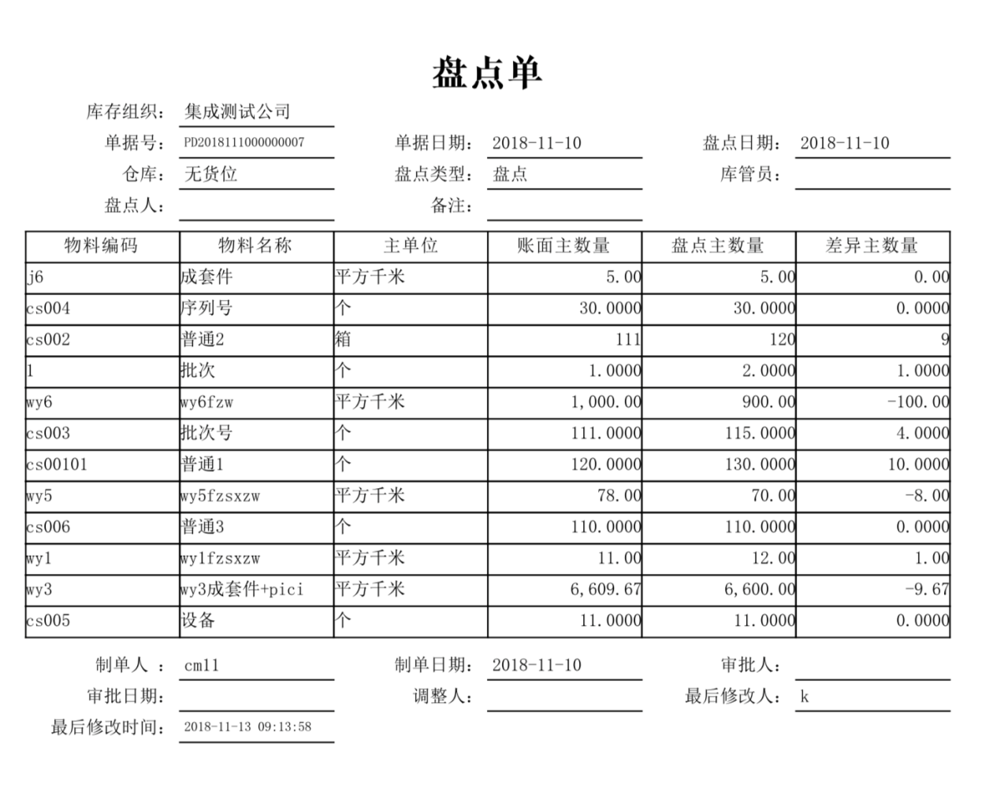 盘点单
库存组织： 集成测试公司
单据号： PD2018111000000007 单据日期： 2018-11-10 盘点日期： 2018-11-10
仓库： 无货位 盘点类型： 盘点 库管员：
盘点人： 备注：
物料编码 物料名称 主单位 账面主数量 盘点主数量 差异主数量
j6 成套件 平方千米 5.00 5.00 0.00
cs004 序列号 个 30.0000 30.0000 0.0000
cs002 普通2 箱 111 120 9
1 批次 个 1.0000 2.0000 1.0000
wy6 wy6fzw 平方千米 1,000.00 900.00 -100.00
cs003 批次号 个 111.0000 115.0000 4.0000
cs00101 普通1 个 120.0000 130.0000 10.0000
wy5 wy5fzsxzw 平方千米 78.00 70.00 -8.00
cs006 普通3 个 110.0000 110.0000 0.0000
wy1 wy1fzsxzw 平方千米 11.00 12.00 1.00
wy3 wy3成套件+pici 平方千米 6,609.67 6,600.00 -9.67
cs005 设备 个 11.0000 11.0000 0.0000
制单人 ： cm11 制单日期： 2018-11-10 审批人：
审批日期： 调整人： 最后修改人： k
最后修改时间： 2018-11-13 09:13:58